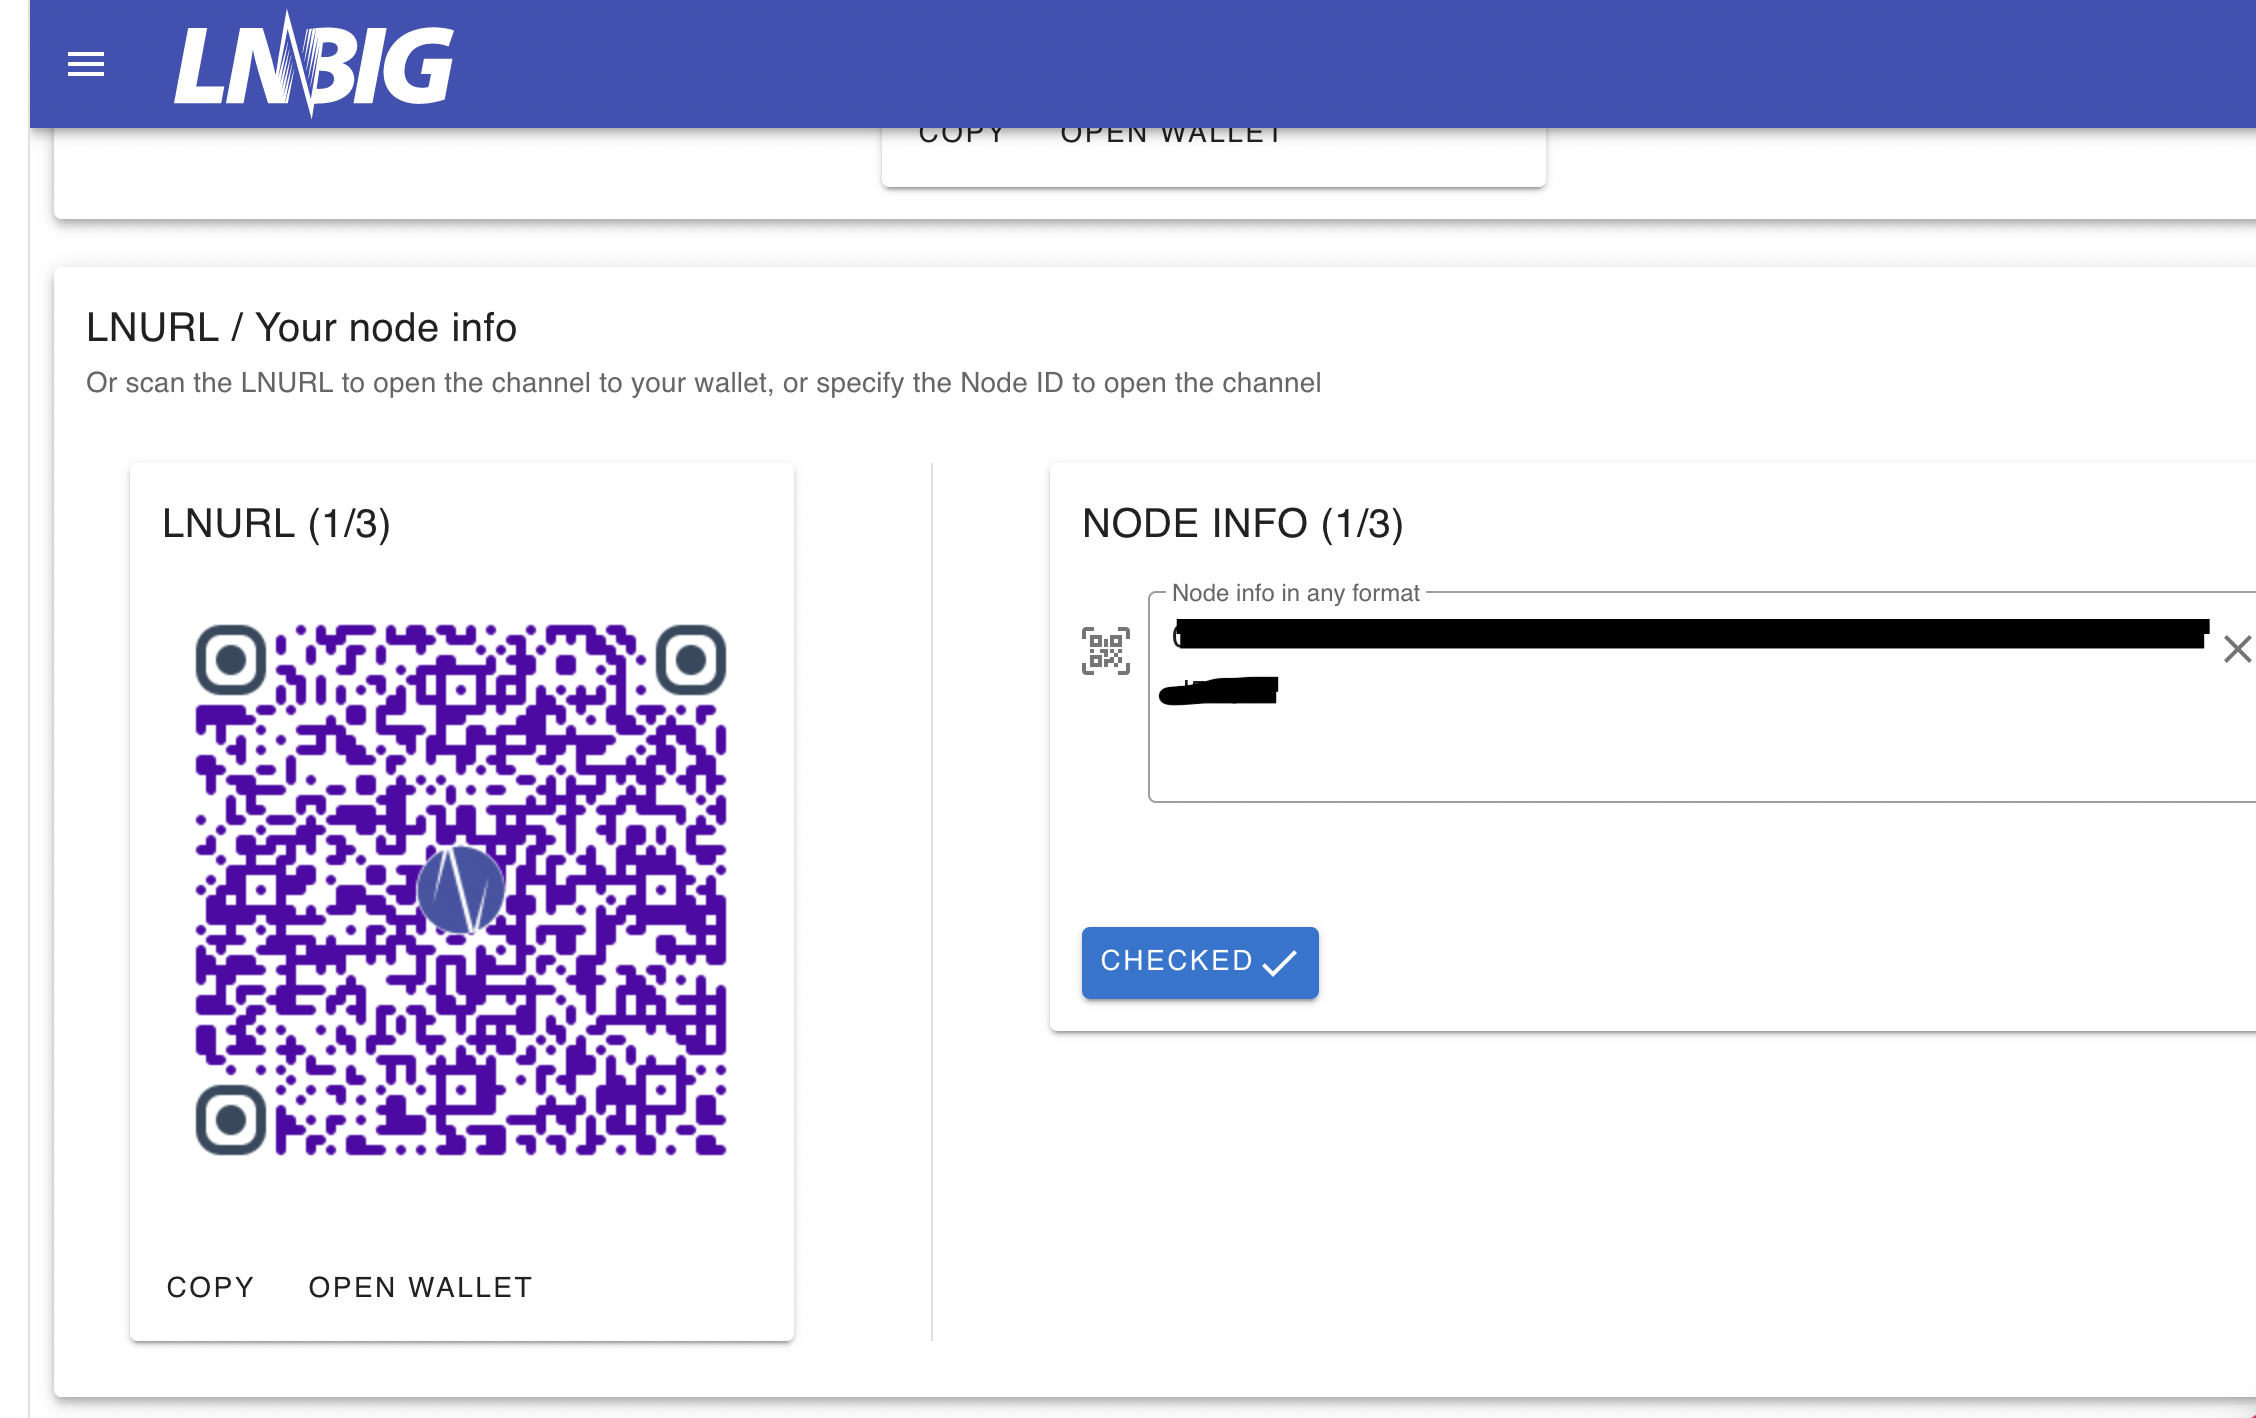 LNBIG
COPY OPEN WALLET
LNURL / Your node info
Or scan the LNURL to open the channel to your wallet, or specify the Node ID to open the channel
LNURL (1/3)
NODE INFO (1/3)
Node info in any format
CHECKED
COPY OPEN WALLET